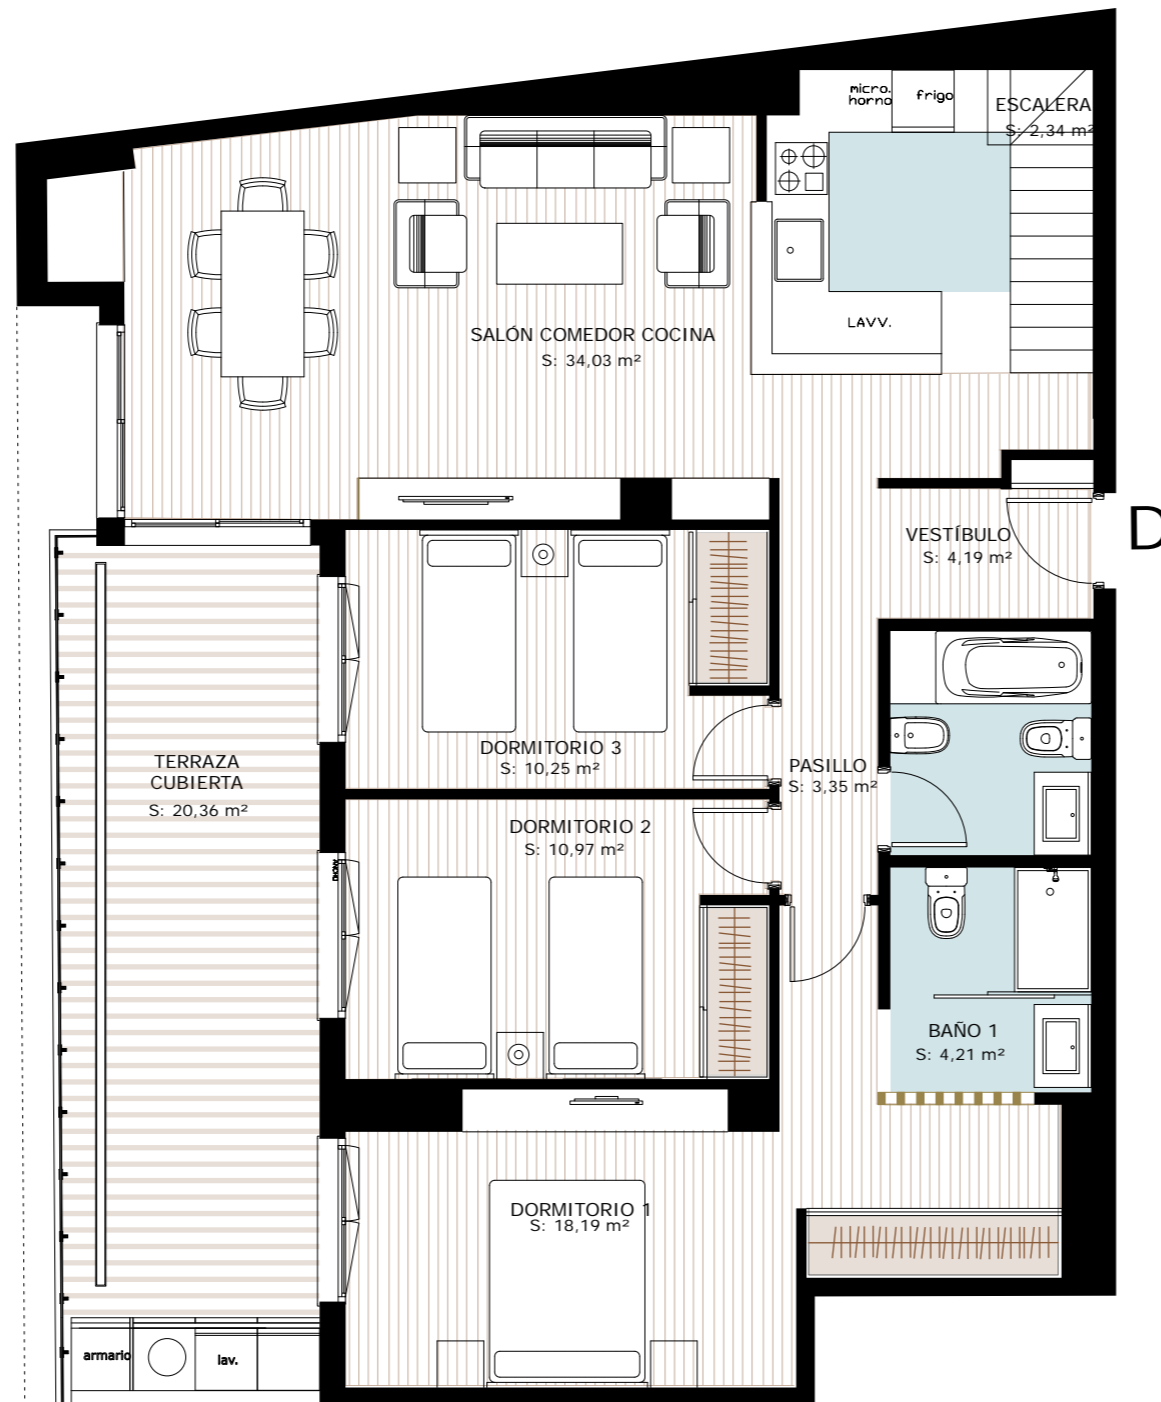 micro.
horno
frigo
ESCALERA
S: 2,34 m²
LAVV.
SALÓN COMEDOR COCINA
S: 34,03 m²
VESTÍBULO
S: 4,19 m²
D
DORMITORIO 3
S: 10,25 m²
TERRAZA
CUBIERTA
S: 20,36 m²
PASILLO
S: 3,35 m²
DORMITORIO 2
S: 10,97 m²
BAÑO 1
S: 4,21 m²
DORMITORIO 1
S: 18,19 m²
armario
lav.